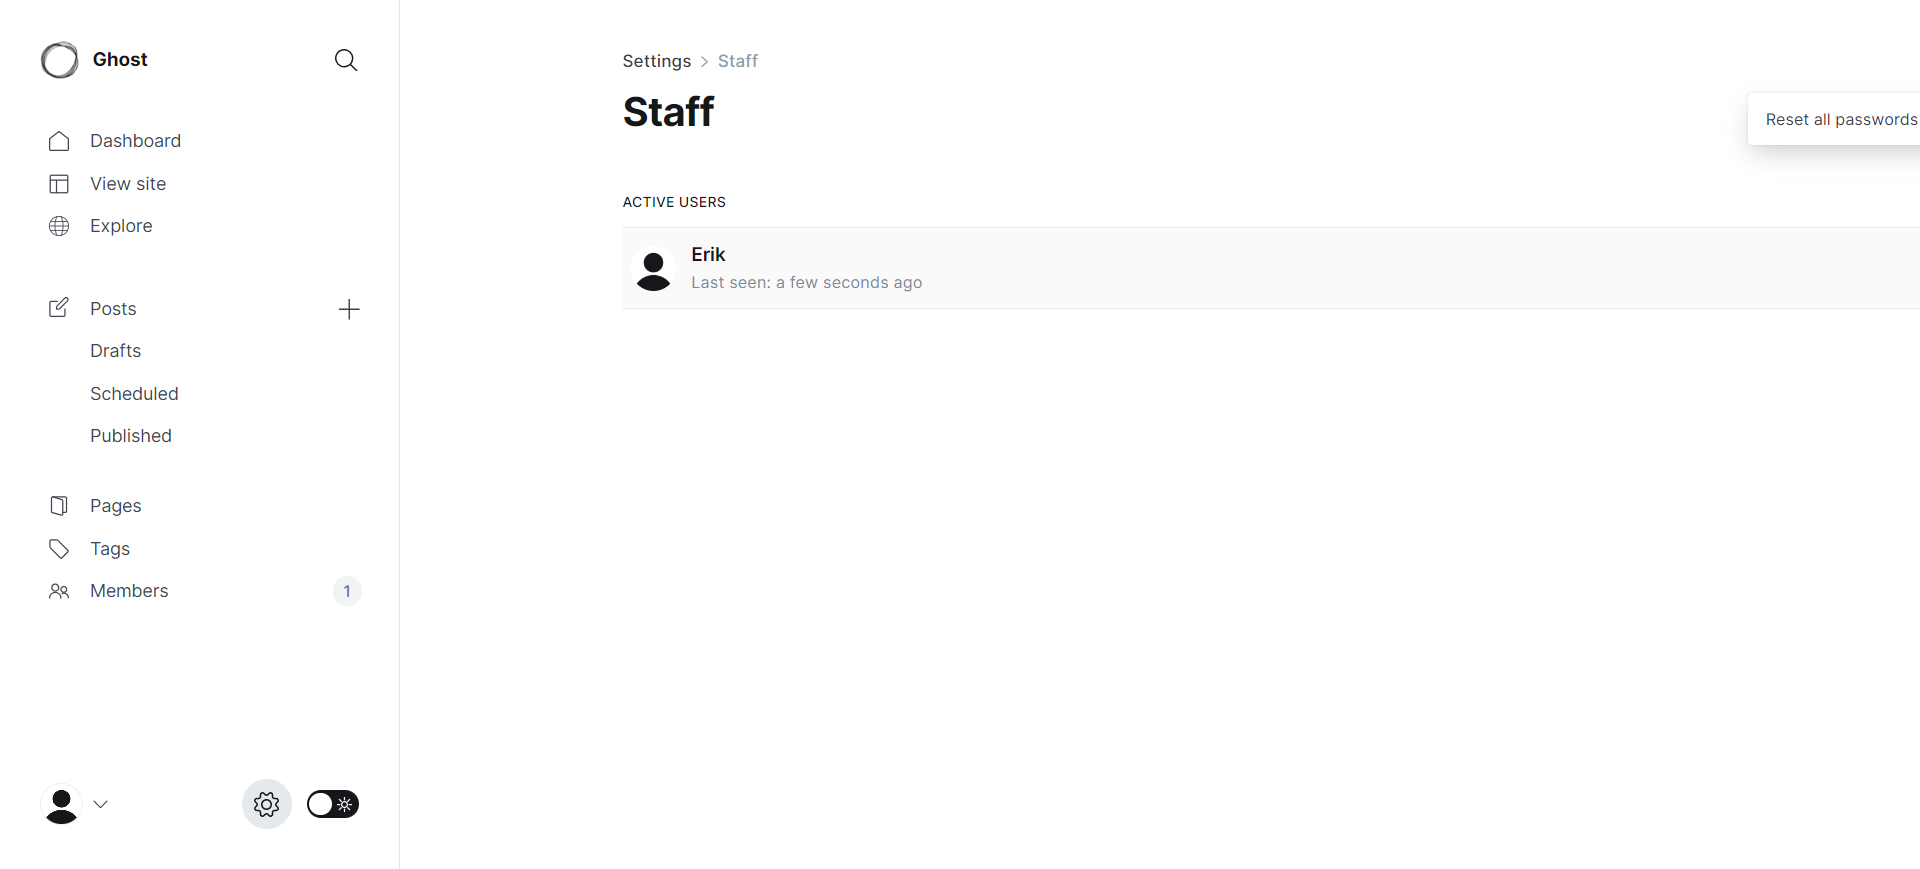 Ghost
Dashboard
View site
Explore
Posts
Drafts
Scheduled
Published
Pages
Tags
Members
1
Settings > Staff
Staff
Reset all passwords
ACTIVE USERS
Erik
Last seen: a few seconds ago